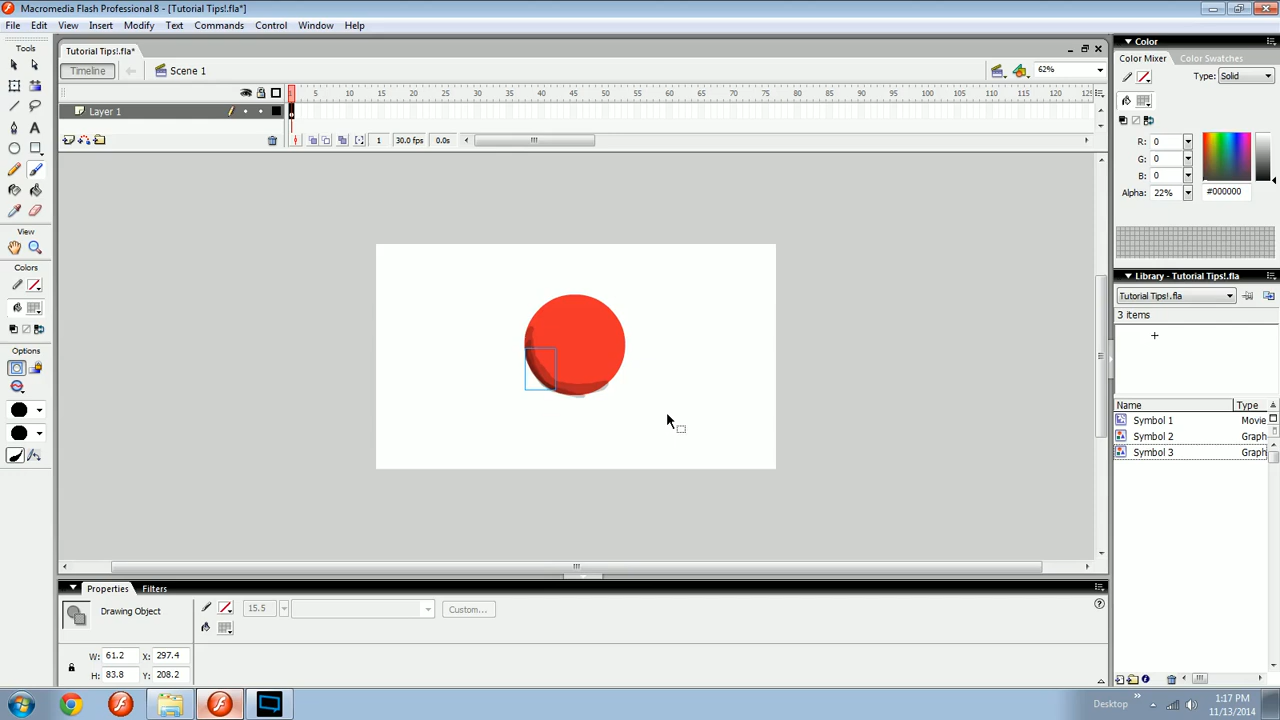 Macromedia Flash Professional 8 - [Tutorial Tips!.fla*]
File Edit View Insert Modify Text Commands Control Window Help
Tools
Tutorial Tips!.fla*
Timeline Scene 1 62%
1 5 10 15 20 25 30 35 40 45 50 55 60 65 70 75 80 85 90 95 100 105 110 115 120 125
Layer 1
1 30.0 fps 0.0s
View
Colors
Options
Color
Color Mixer Color Swatches
Type: Solid
R: 0
G: 0
B: 0
Alpha: 22% #000000
Library - Tutorial Tips!.fla
Tutorial Tips!.fla
3 items
Name Type
Symbol 1 Movie
Symbol 2 Graph
Symbol 3 Graph
Properties Filters
Drawing Object 15.5 Custom...
W: 61.2 X: 297.4
H: 83.8 Y: 208.2
Desktop 1:17 PM
11/13/2014